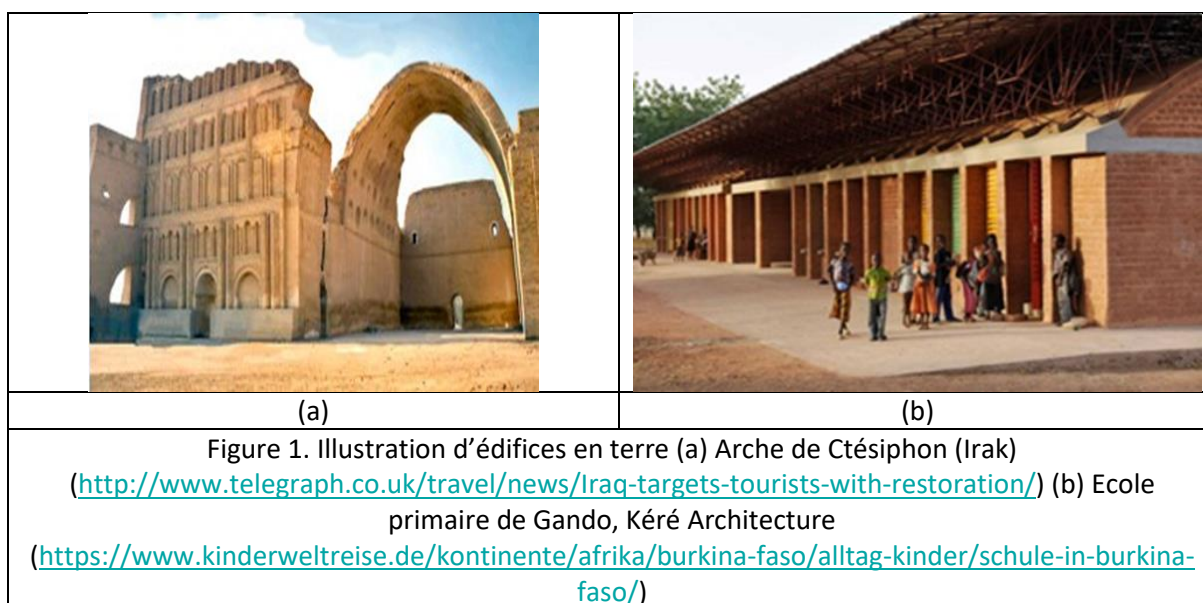 (a)
(b)
Figure 1. Illustration d’édifices en terre (a) Arche de Ctésiphon (Irak)
(http://www.telegraph.co.uk/travel/news/Iraq-targets-tourists-with-restoration/) (b) Ecole
primaire de Gando, Kéré Architecture
(https://www.kinderweltreise.de/kontinente/afrika/burkina-faso/alltag-kinder/schule-in-burkina-
faso/)